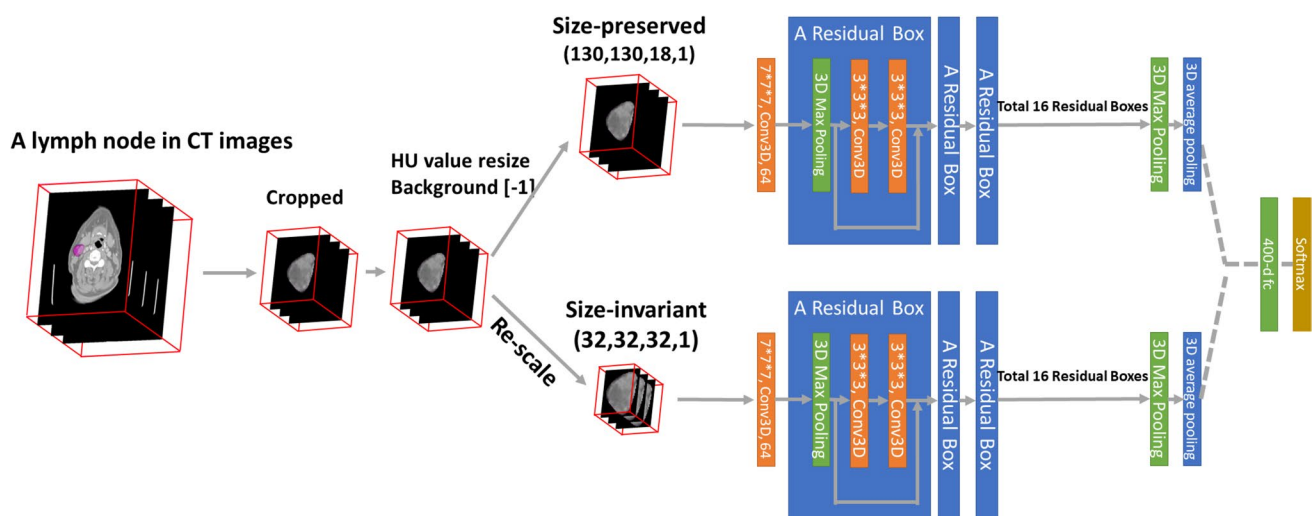 A lymph node in CT images
Cropped
HU value resize
Background [-1]
Size-preserved
(130,130,18,1)
7*7*7, Conv3D, 64
A Residual Box
3D Max Pooling
3*3*3, Conv3D
3*3*3, Conv3D
A Residual Box
A Residual Box
Total 16 Residual Boxes
3D Max Pooling
3D average pooling
Re-scale
Size-invariant
(32,32,32,1)
7*7*7, Conv3D, 64
A Residual Box
3D Max Pooling
3*3*3, Conv3D
3*3*3, Conv3D
A Residual Box
A Residual Box
Total 16 Residual Boxes
3D Max Pooling
3D average pooling
400-d fc
Softmax